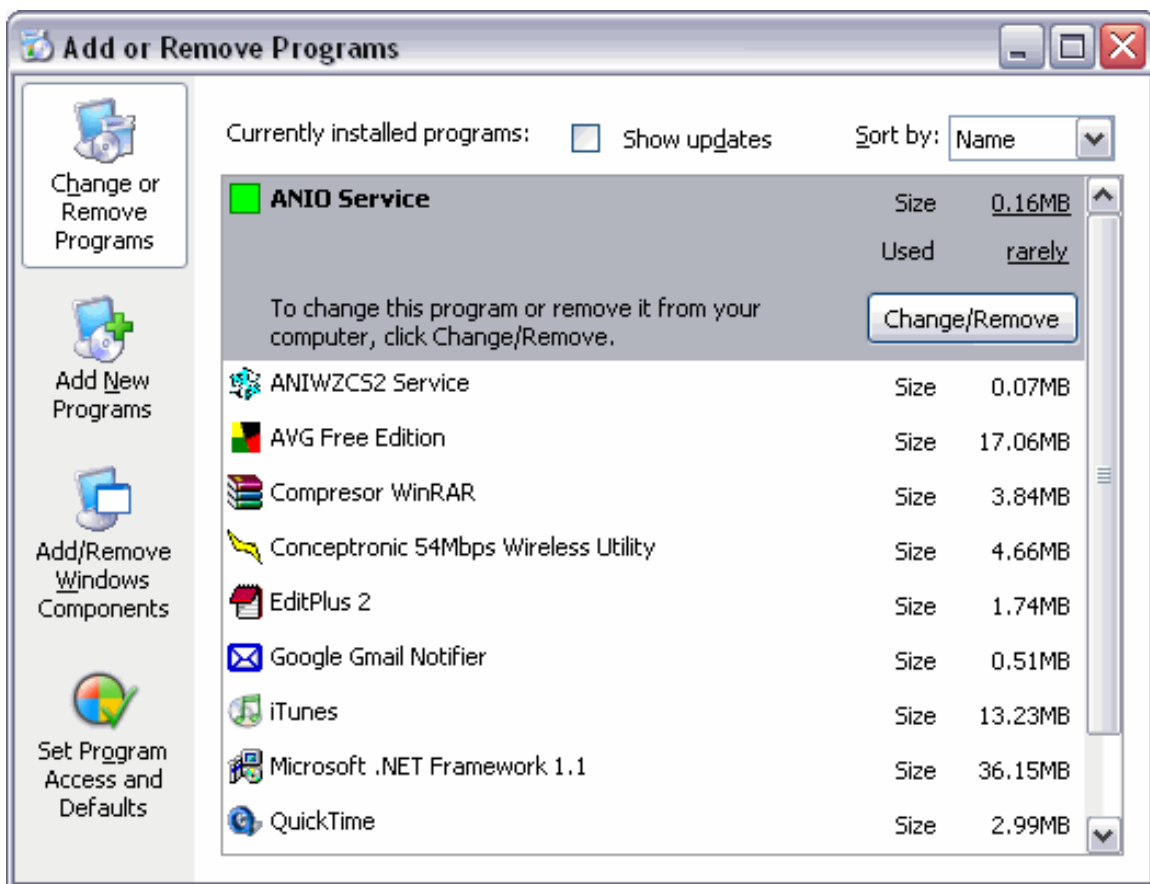 Add or Remove Programs
Change or
Remove
Programs
Add New
Programs
Add/Remove
Windows
Components
Set Program
Access and
Defaults
Currently installed programs: Show updates Sort by: Name
ANIO Service Size 0.16MB
Used rarely
To change this program or remove it from your
computer, click Change/Remove.
Change/Remove
ANIWZCS2 Service Size 0.07MB
AVG Free Edition Size 17.06MB
Compresor WinRAR Size 3.84MB
Conceptronic 54Mbps Wireless Utility Size 4.66MB
EditPlus 2 Size 1.74MB
Google Gmail Notifier Size 0.51MB
iTunes Size 13.23MB
Microsoft .NET Framework 1.1 Size 36.15MB
QuickTime Size 2.99MB